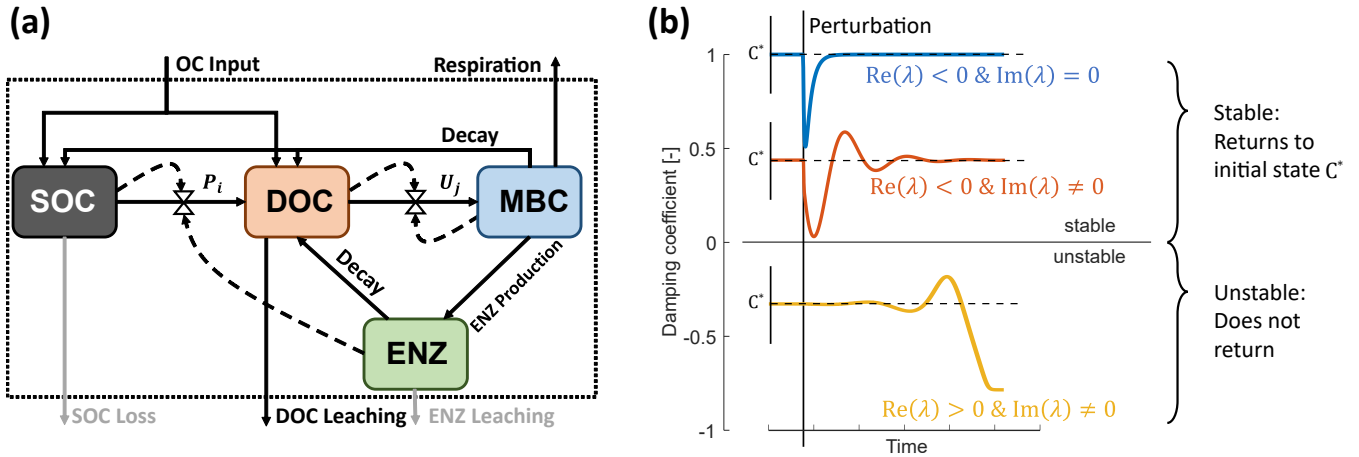 (a)
OC Input
Respiration
Decay
SOC
P_i
DOC
U_j
MBC
Decay
ENZ Production
ENZ
SOC Loss
DOC Leaching
ENZ Leaching
(b)
Perturbation
Damping coefficient [-]
1
0.5
0
-0.5
-1
C*
Re(λ) < 0 & Im(λ) = 0
C*
Re(λ) < 0 & Im(λ) ≠ 0
stable
unstable
C*
Re(λ) > 0 & Im(λ) ≠ 0
Time
Stable:
Returns to
initial state C*
Unstable:
Does not
return